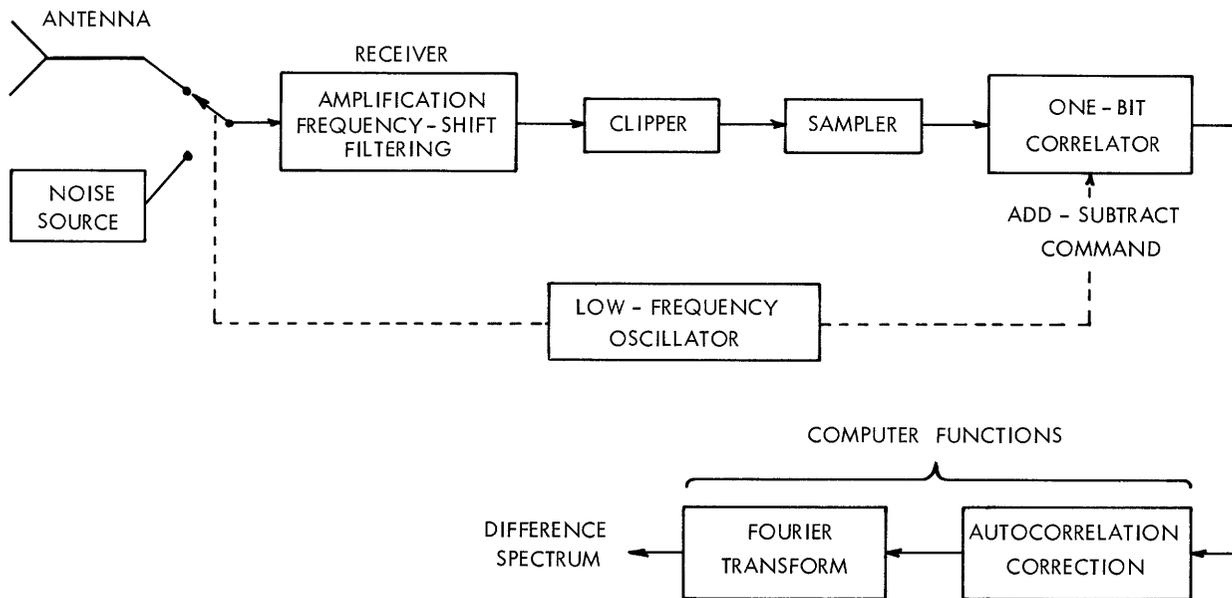 ANTENNA
RECEIVER
AMPLIFICATION
FREQUENCY-SHIFT
FILTERING
CLIPPER
SAMPLER
ONE-BIT
CORRELATOR
NOISE
SOURCE
ADD-SUBTRACT
COMMAND
LOW-FREQUENCY
OSCILLATOR
COMPUTER FUNCTIONS
DIFFERENCE
SPECTRUM
FOURIER
TRANSFORM
AUTOCORRELATION
CORRECTION